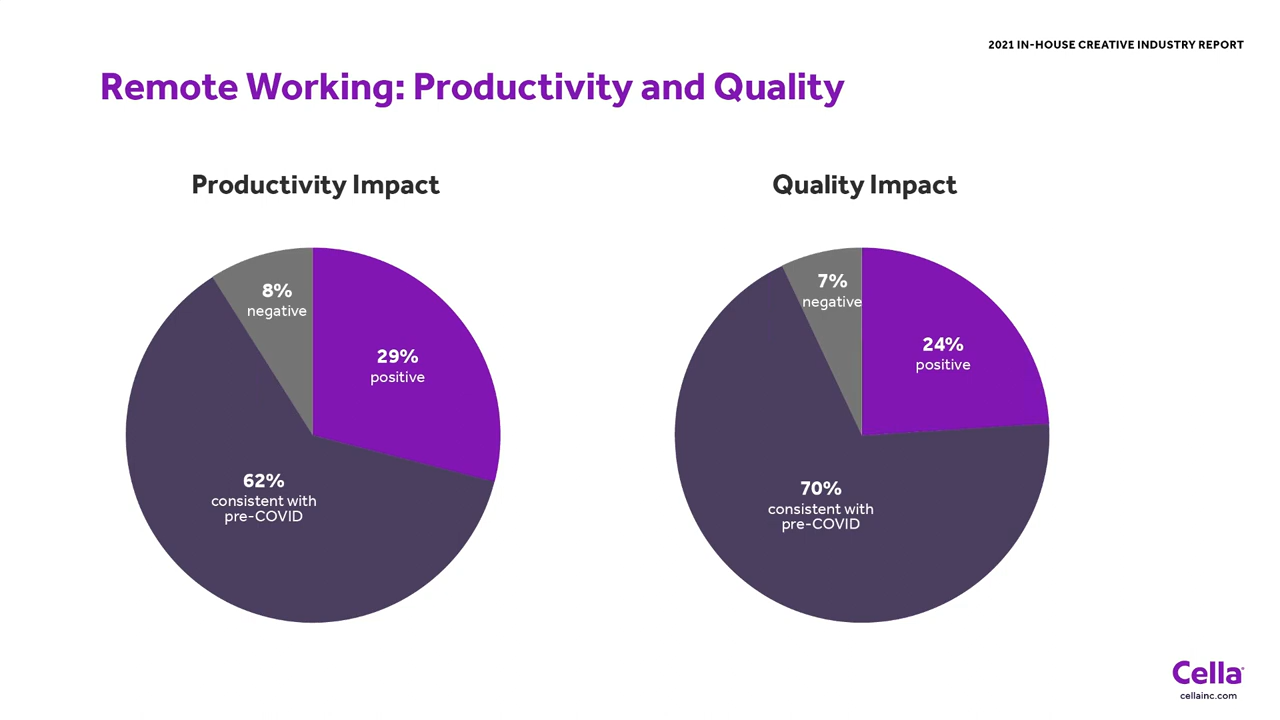 2021 IN-HOUSE CREATIVE INDUSTRY REPORT
Remote Working: Productivity and Quality
Productivity Impact
8%
negative
29%
positive
62%
consistent with
pre-COVID
Quality Impact
7%
negative
24%
positive
70%
consistent with
pre-COVID
Cella
cellainc.com